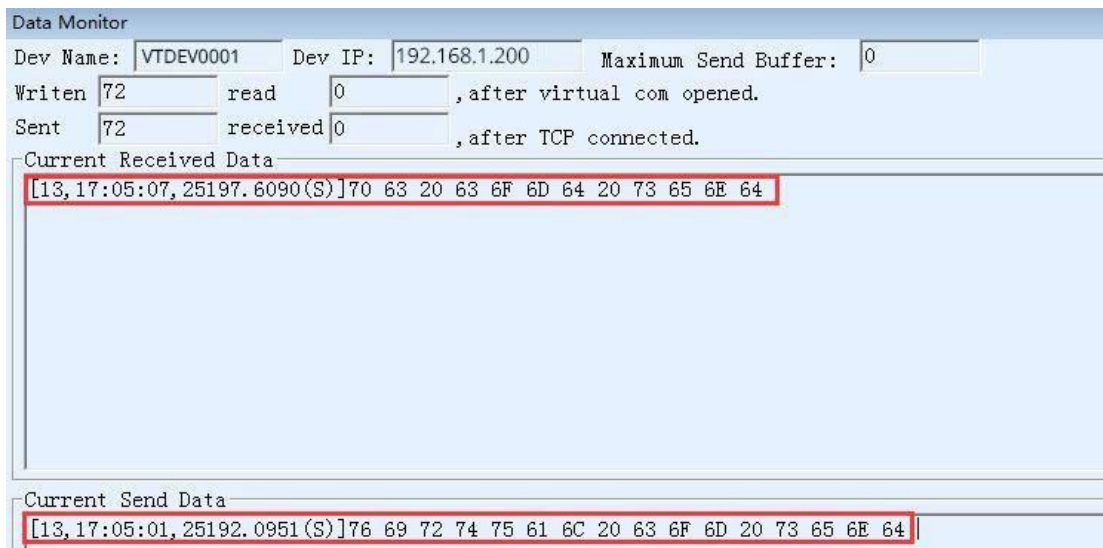 Data Monitor
Dev Name: VTDEV0001 Dev IP: 192.168.1.200 Maximum Send Buffer: 0
Writen 72 read 0 ,after virtual com opened.
Sent 72 received 0 ,after TCP connected.
Current Received Data
[13,17:05:07,25197.6090(S)]70 63 20 63 6F 6D 64 20 73 65 6E 64
Current Send Data
[13,17:05:01,25192.0951(S)]76 69 72 74 75 61 6C 20 63 6F 6D 20 73 65 6E 64